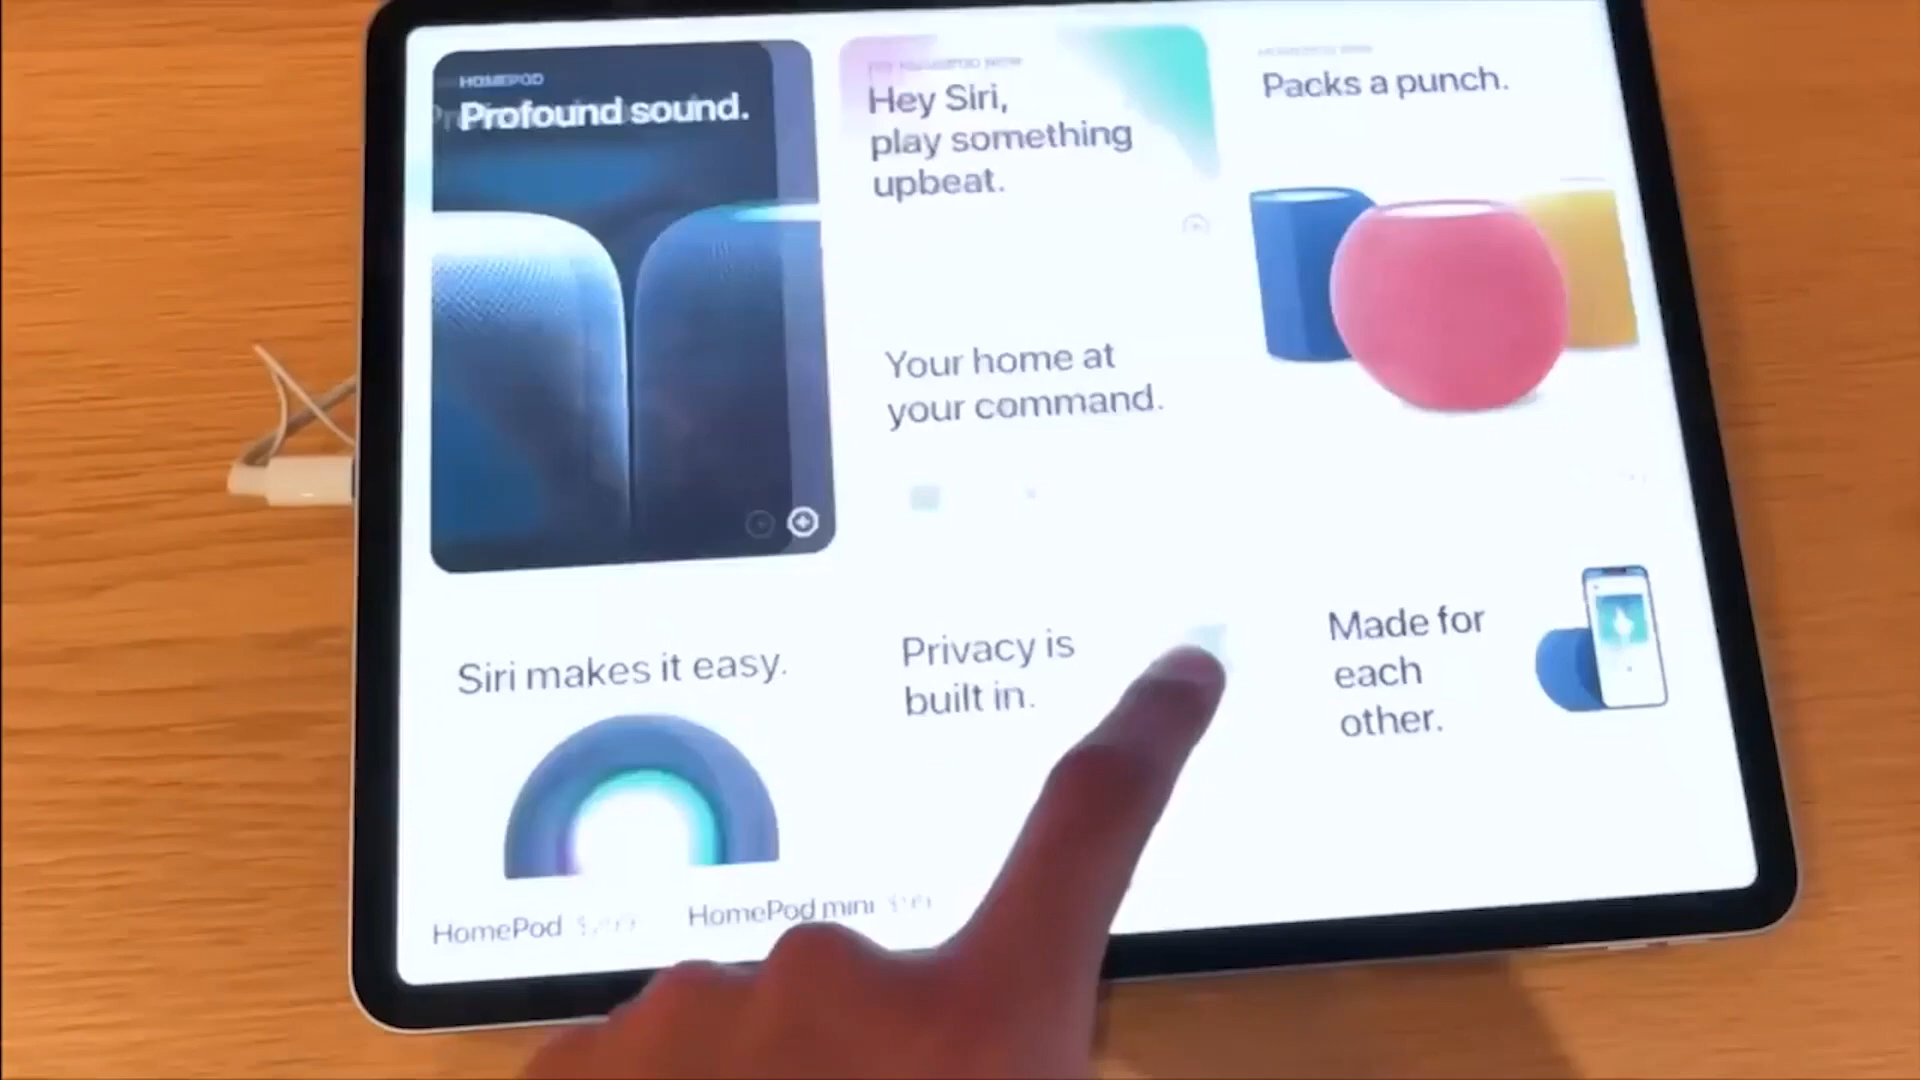 HOMEPOD
Profound sound.
Hey Siri,
play something
upbeat.
Packs a punch.
Your home at
your command.
Siri makes it easy.
Privacy is
built in.
Made for
each
other.
HomePod
HomePod mini